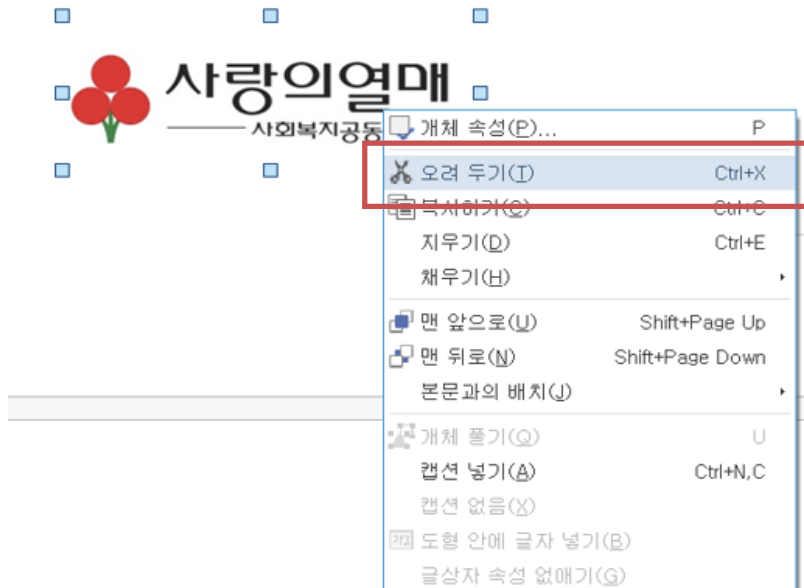 사랑의열매
사회복지공동
개체 속성(P)... P
오려 두기(T) Ctrl+X
복사하기(C) Ctrl+C
지우기(D) Ctrl+E
채우기(H)
맨 앞으로(U) Shift+Page Up
맨 뒤로(N) Shift+Page Down
본문과의 배치(J)
개체 풀기(Q) U
캡션 넣기(A) Ctrl+N,C
캡션 없음(X)
도형 안에 글자 넣기(B)
글상자 속성 없애기(G)